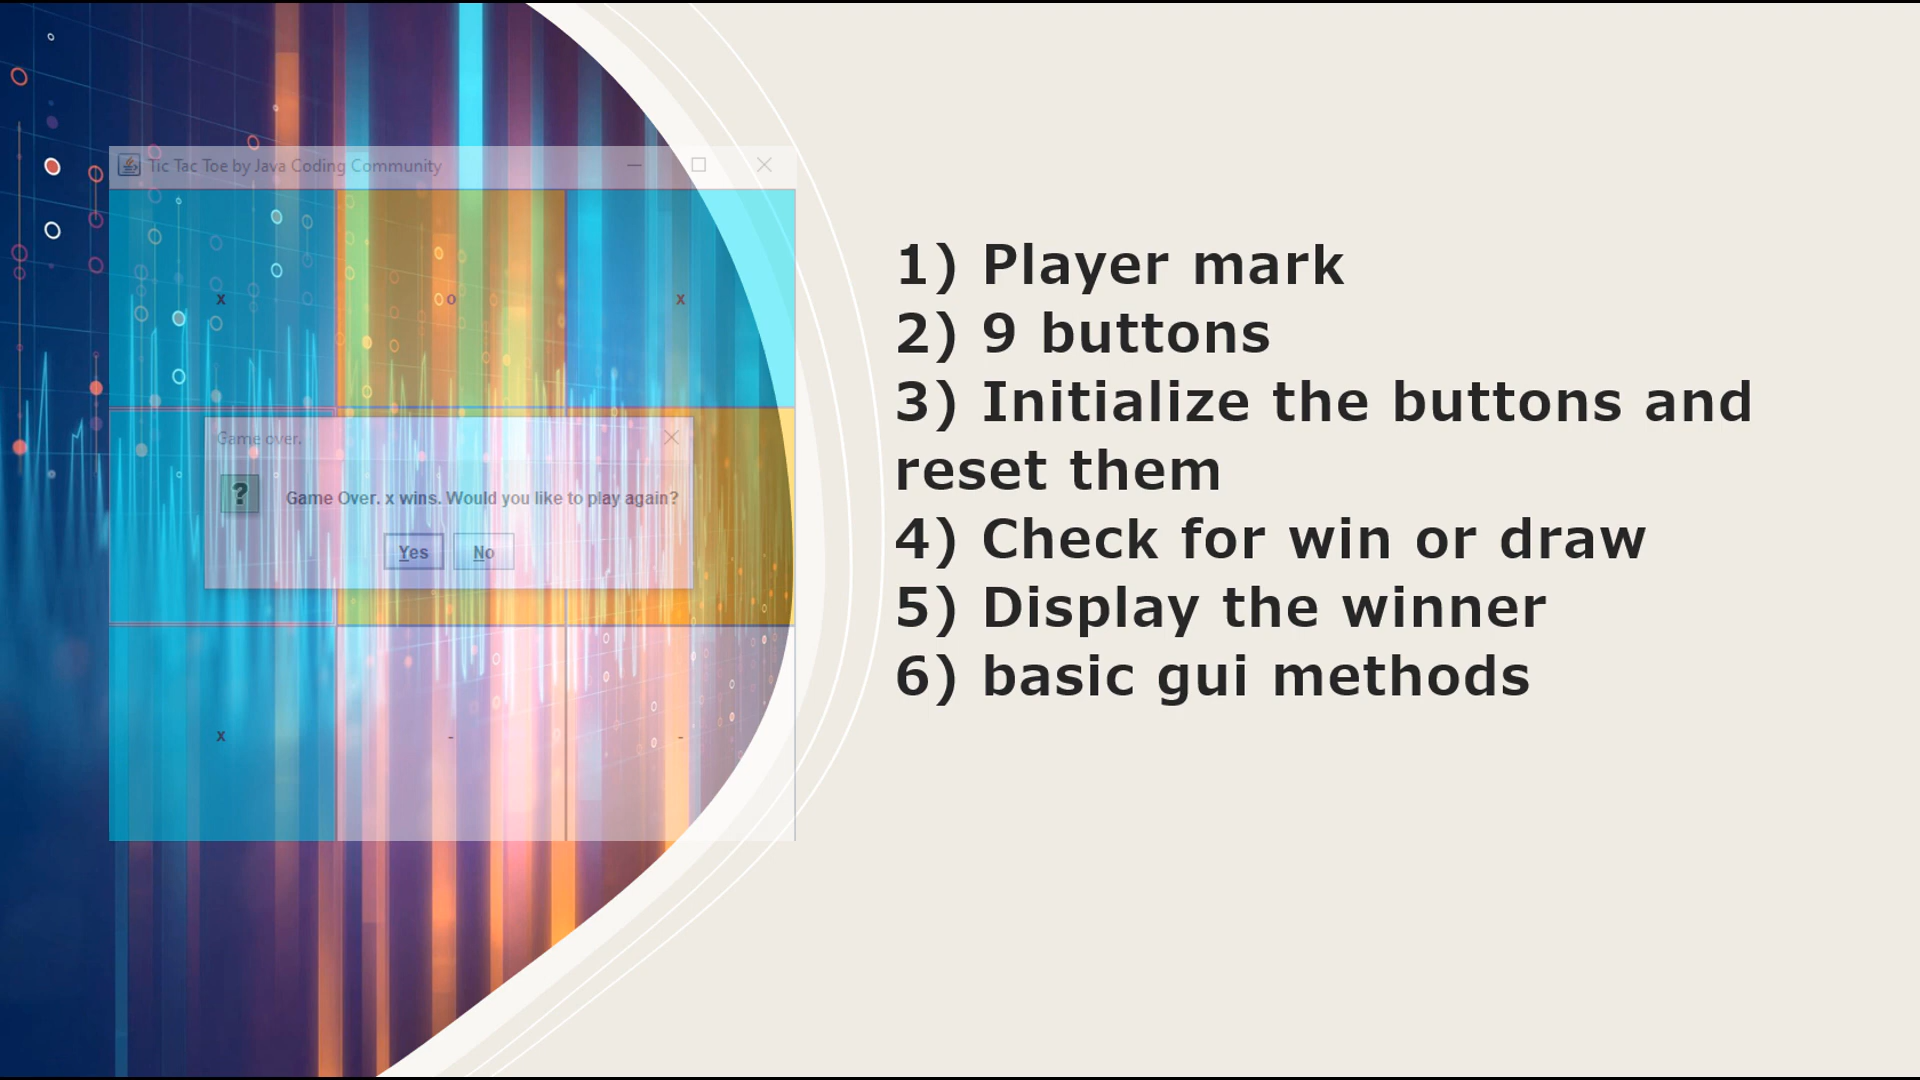 Tic Tac Toe by Java Coding Community
x o x
Game over.
? Game Over. x wins. Would you like to play again?
Yes No
x - -
1) Player mark
2) 9 buttons
3) Initialize the buttons and
reset them
4) Check for win or draw
5) Display the winner
6) basic gui methods